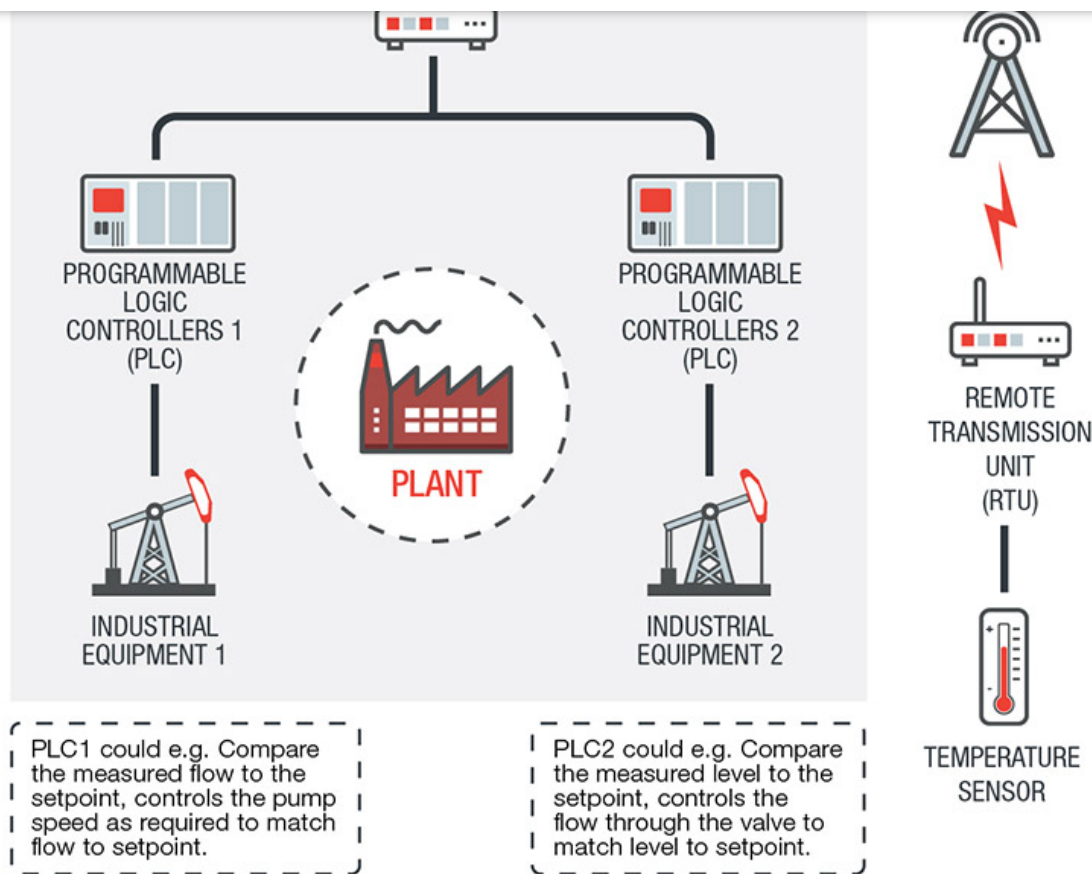 PROGRAMMABLE
LOGIC
CONTROLLERS 1
(PLC)
PROGRAMMABLE
LOGIC
CONTROLLERS 2
(PLC)
PLANT
INDUSTRIAL
EQUIPMENT 1
INDUSTRIAL
EQUIPMENT 2
REMOTE
TRANSMISSION
UNIT
(RTU)
+
-
TEMPERATURE
SENSOR
PLC1 could e.g. Compare
the measured flow to the
setpoint, controls the pump
speed as required to match
flow to setpoint.
PLC2 could e.g. Compare
the measured level to the
setpoint, controls the
flow through the valve to
match level to setpoint.